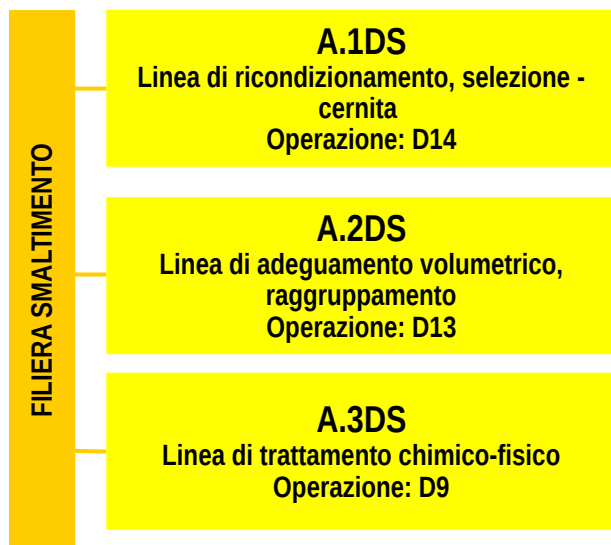 FILIERA SMALTIMENTO
A.1DS
Linea di ricondizionamento, selezione -
cernita
Operazione: D14
A.2DS
Linea di adeguamento volumetrico,
raggruppamento
Operazione: D13
A.3DS
Linea di trattamento chimico-fisico
Operazione: D9